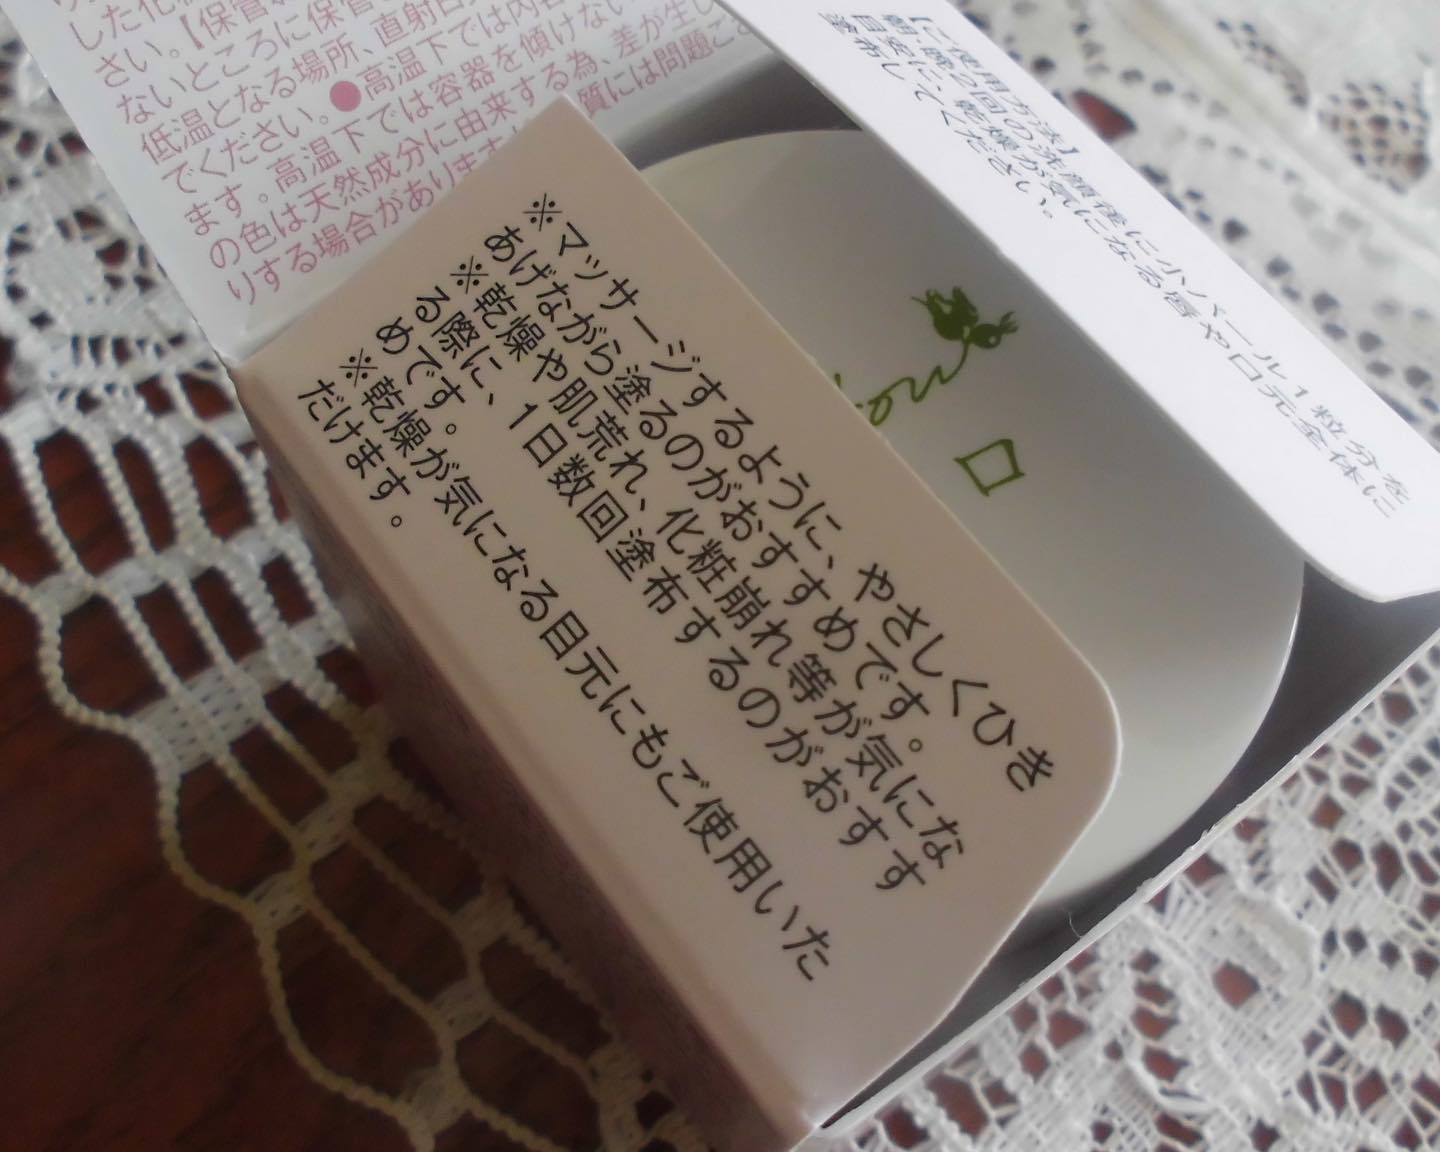 した化
さい。【保管
ないところに保管
低温となる場所、直射日
でください。●高温下では内容
ます。高温下では容器を傾けない
の色は天然成分に由来する為、差が生
りする場合があります 質には問題ご
【ご使用方法】
朝・晩2回の洗顔後に小パール1粒分を
目安に、乾燥が気になる唇や口元全体に
塗布してください。
※マッサージするように、やさしくひき
あげながら塗るのがおすすめです。
※乾燥や肌荒れ、化粧崩れ等が気にな
る際に、1日数回塗布するのがおすす
めです。
※乾燥が気になる目元にもご使用いた
だけます。
口